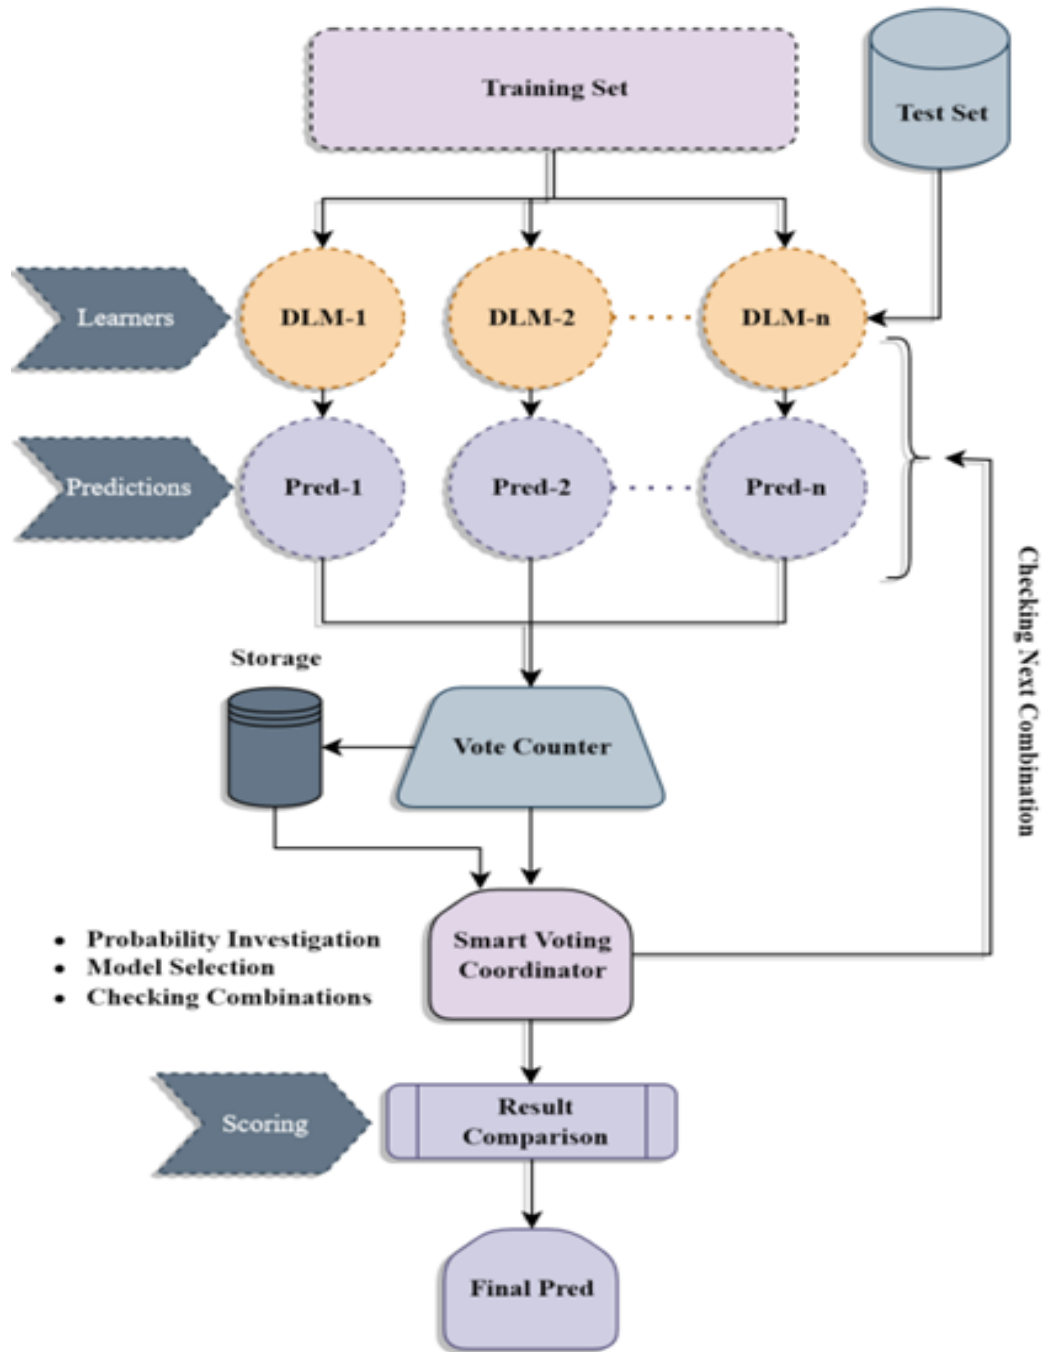 Training Set
Test Set
Learners
DLM-1
DLM-2
DLM-n
Predictions
Pred-1
Pred-2
Pred-n
Checking Next Combination
Storage
Vote Counter
• Probability Investigation
• Model Selection
• Checking Combinations
Smart Voting
Coordinator
Scoring
Result
Comparison
Final Pred